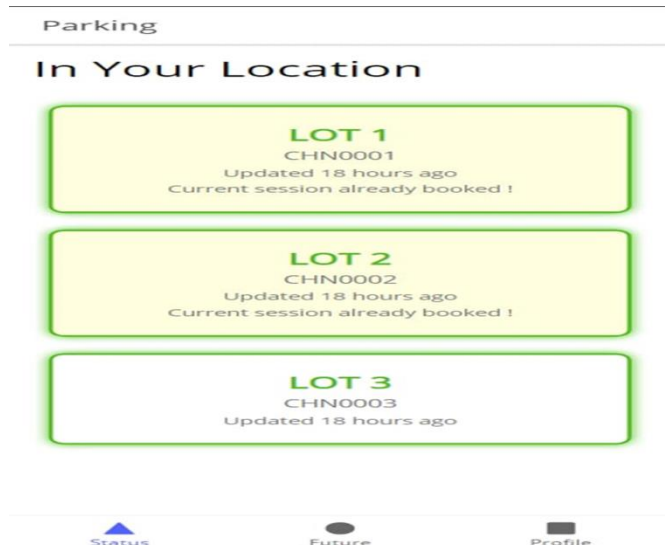 Parking
In Your Location
LOT 1
CHN0001
Updated 18 hours ago
Current session already booked !
LOT 2
CHN0002
Updated 18 hours ago
Current session already booked !
LOT 3
CHN0003
Updated 18 hours ago
Status Future Profile